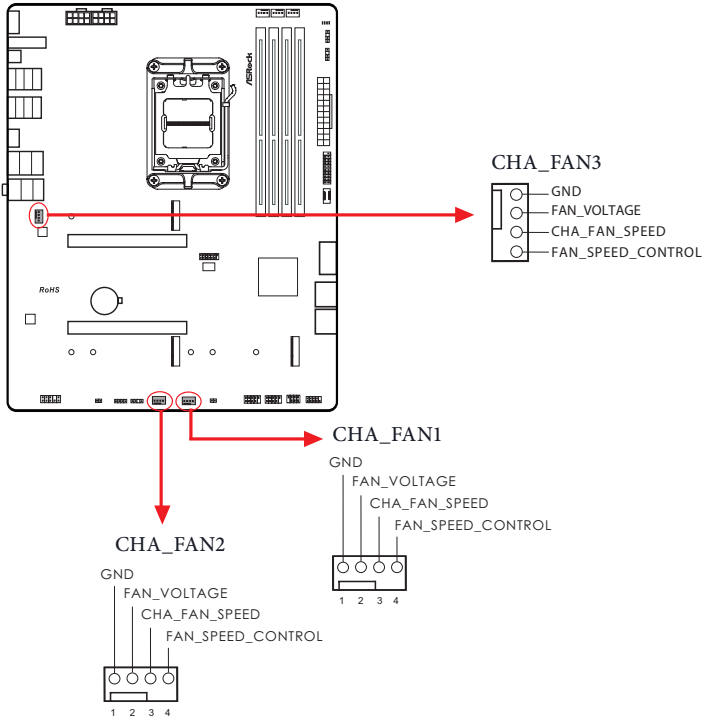 ASRock
CHA_FAN3
GND
FAN_VOLTAGE
CHA_FAN_SPEED
FAN_SPEED_CONTROL
RoHS
CHA_FAN1
GND
FAN_VOLTAGE
CHA_FAN_SPEED
FAN_SPEED_CONTROL
1 2 3 4
CHA_FAN2
GND
FAN_VOLTAGE
CHA_FAN_SPEED
FAN_SPEED_CONTROL
1 2 3 4